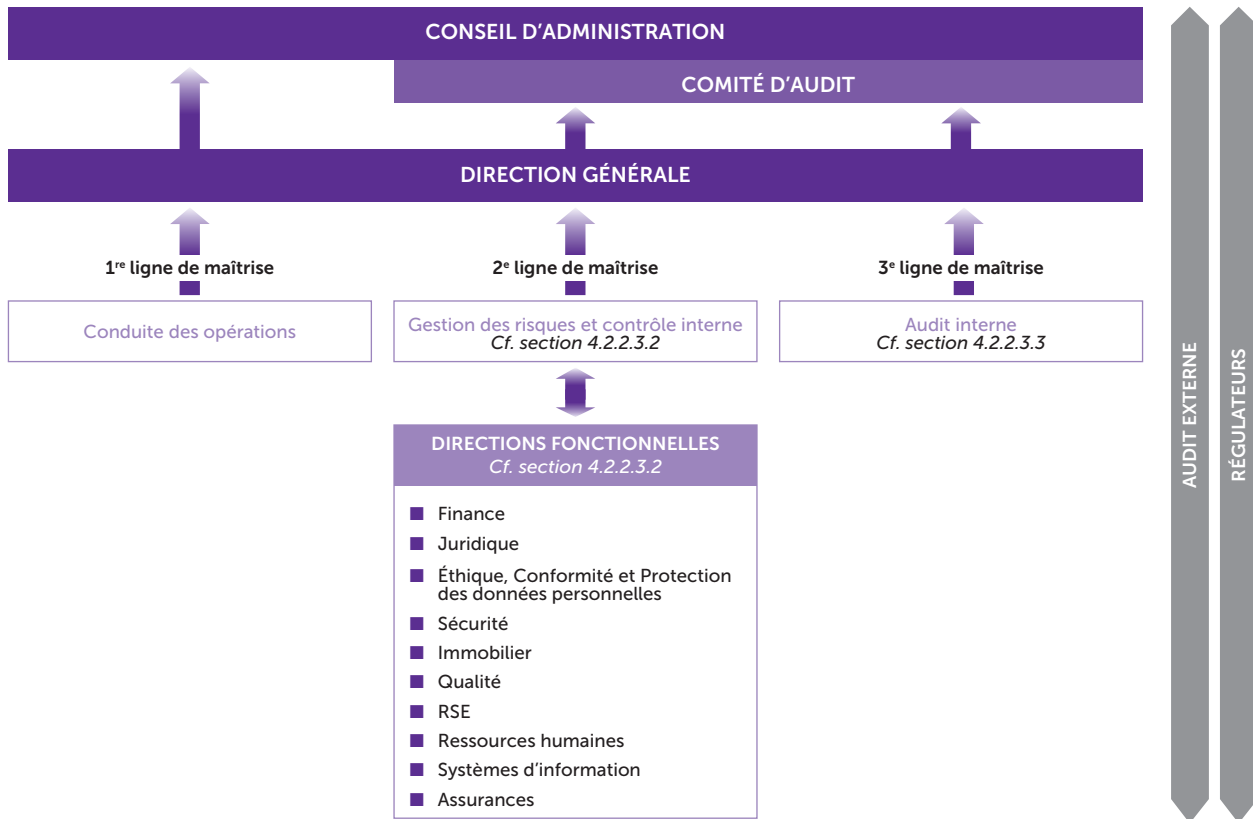 CONSEIL D'ADMINISTRATION
COMITÉ D'AUDIT
DIRECTION GÉNÉRALE
1re ligne de maîtrise
2e ligne de maîtrise
3e ligne de maîtrise
Conduite des opérations
Gestion des risques et contrôle interne
Cf. section 4.2.2.3.2
Audit interne
Cf. section 4.2.2.3.3
DIRECTIONS FONCTIONNELLES
Cf. section 4.2.2.3.2
Finance
Juridique
Éthique, Conformité et Protection
des données personnelles
Sécurité
Immobilier
Qualité
RSE
Ressources humaines
Systèmes d'information
Assurances
AUDIT EXTERNE
RÉGULATEURS